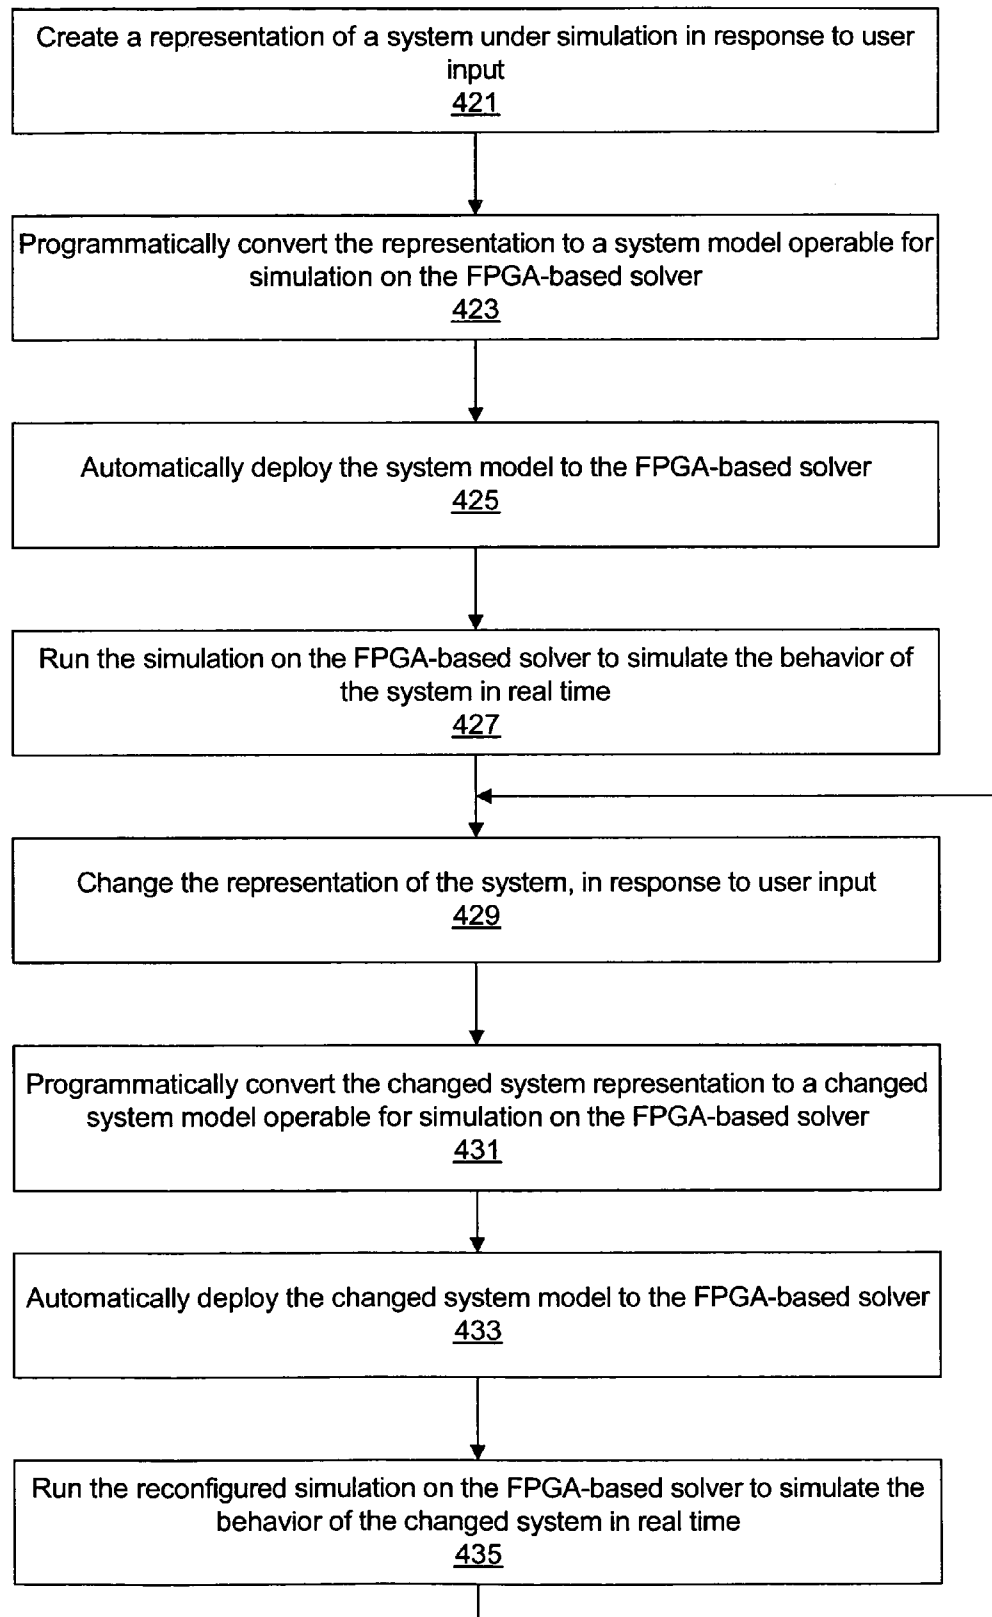 Create a representation of a system under simulation in response to user
input
421
Programmatically convert the representation to a system model operable for
simulation on the FPGA-based solver
423
Automatically deploy the system model to the FPGA-based solver
425
Run the simulation on the FPGA-based solver to simulate the behavior of
the system in real time
427
Change the representation of the system, in response to user input
429
Programmatically convert the changed system representation to a changed
system model operable for simulation on the FPGA-based solver
431
Automatically deploy the changed system model to the FPGA-based solver
433
Run the reconfigured simulation on the FPGA-based solver to simulate the
behavior of the changed system in real time
435